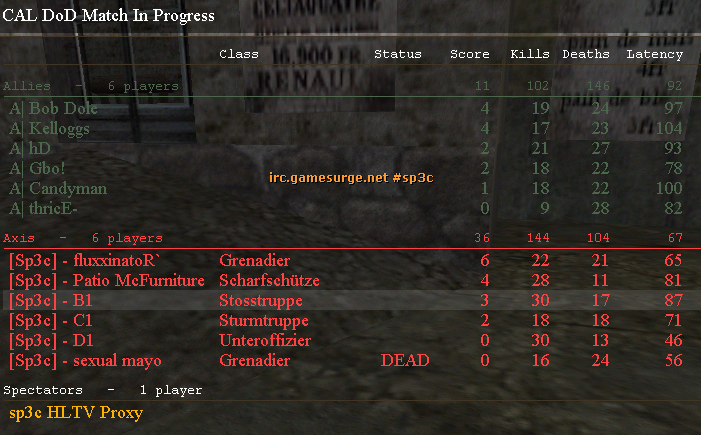 CAL DoD Match In Progress
CELTIQUATRE
16.900 FR
RENAUL
Class Status Score Kills Deaths Latency
Allies - 6 players 11 102 146 92
A| Bob Dole 4 19 24 97
A| Kelloggs 4 17 23 104
A| hD 2 21 27 93
A| Gbo! 2 18 22 78
irc.gamesurge.net #sp3c
A| Candyman 1 18 22 100
A| thricE- 0 9 28 82
Axis - 6 players 36 144 104 67
[Sp3c] - fluxxinatoR` Grenadier 6 22 21 65
[Sp3c] - Patio McFurniture Scharfschütze 4 28 11 81
[Sp3c] - B1 Stosstruppe 3 30 17 87
[Sp3c] - C1 Sturmtruppe 2 18 18 71
[Sp3c] - D1 Unteroffizier 0 30 13 46
[Sp3c] - sexual mayo Grenadier DEAD 0 16 24 56
Spectators - 1 player
sp3c HLTV Proxy